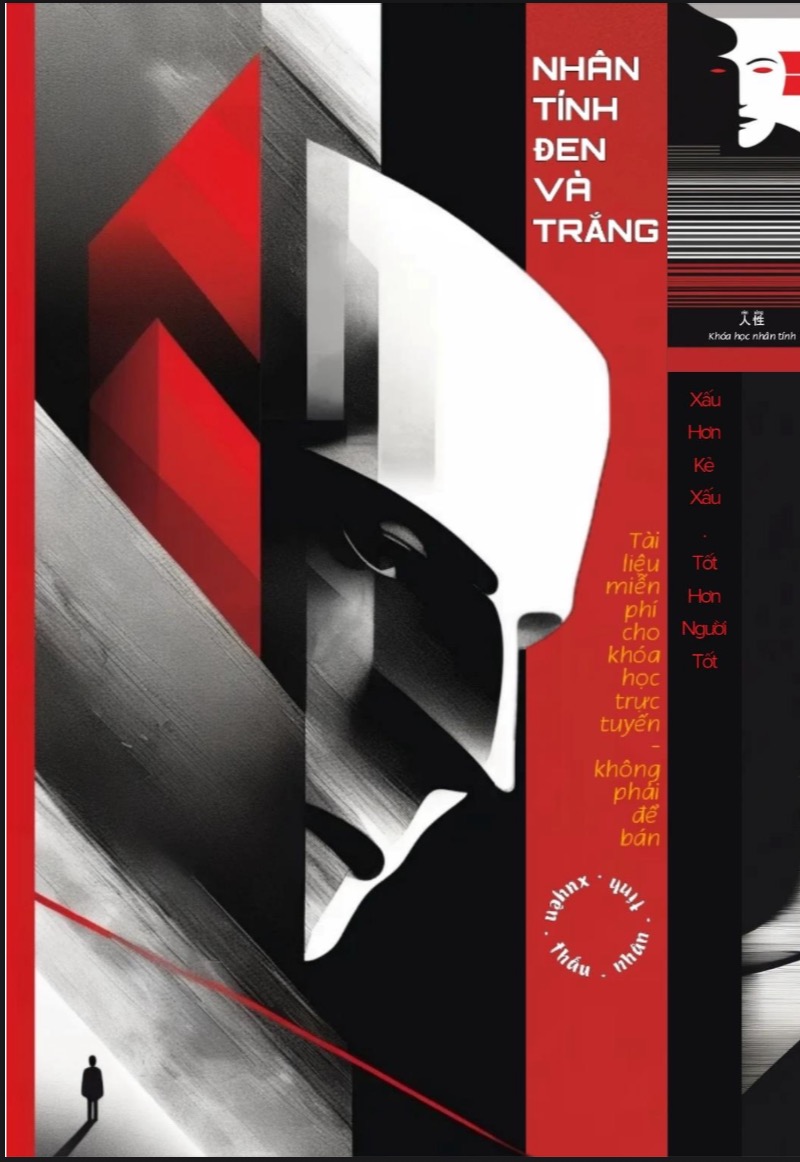 NHÂN
TÍNH
ĐEN
VÀ
TRẮNG
人性
Khóa học nhân tính
Xấu
Hơn
Kẻ
Xấu
.
Tốt
Hơn
Người
Tốt
Tài
liệu
miễn
phí
cho
khóa
học
trực
tuyến
-
không
phải
để
bán
thấu · xuyên · tính · nhân ·